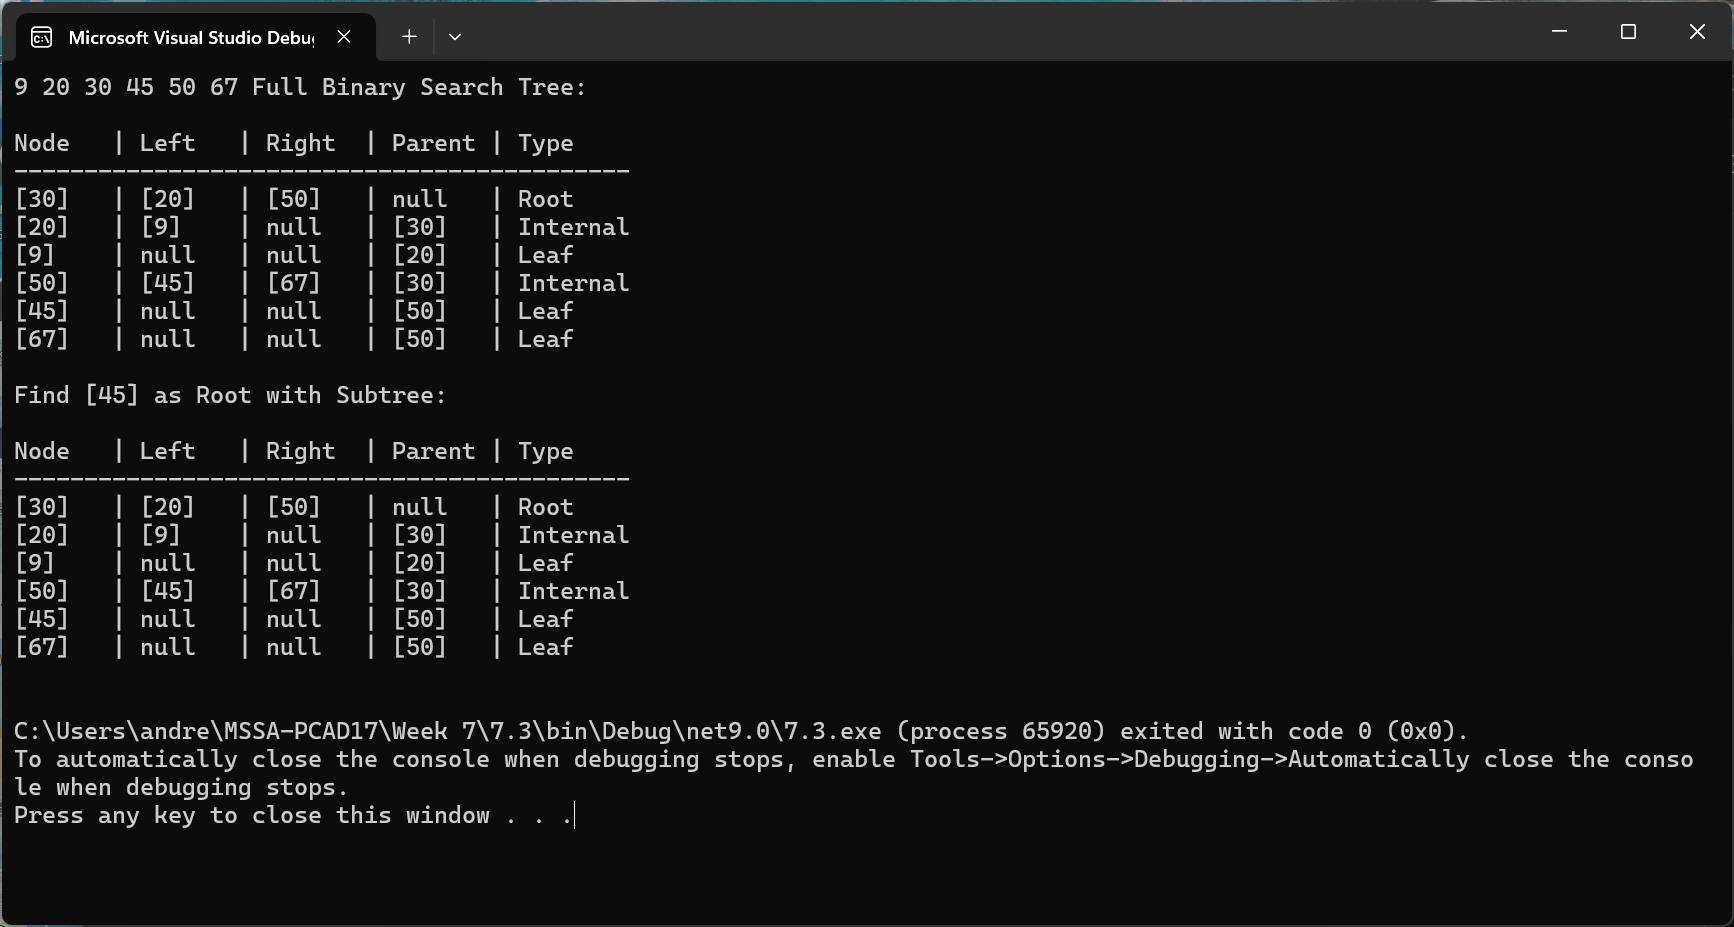 Microsoft Visual Studio Debu
9 20 30 45 50 67 Full Binary Search Tree:
Node   | Left   | Right  | Parent | Type
--------------------------------------------
[30]   | [20]   | [50]   | null   | Root
[20]   | [9]    | null   | [30]   | Internal
[9]    | null   | null   | [20]   | Leaf
[50]   | [45]   | [67]   | [30]   | Internal
[45]   | null   | null   | [50]   | Leaf
[67]   | null   | null   | [50]   | Leaf
Find [45] as Root with Subtree:
Node   | Left   | Right  | Parent | Type
--------------------------------------------
[30]   | [20]   | [50]   | null   | Root
[20]   | [9]    | null   | [30]   | Internal
[9]    | null   | null   | [20]   | Leaf
[50]   | [45]   | [67]   | [30]   | Internal
[45]   | null   | null   | [50]   | Leaf
[67]   | null   | null   | [50]   | Leaf
C:\Users\andre\MSSA-PCAD17\Week 7\7.3\bin\Debug\net9.0\7.3.exe (process 65920) exited with code 0 (0x0).
To automatically close the console when debugging stops, enable Tools->Options->Debugging->Automatically close the conso
le when debugging stops.
Press any key to close this window . . .